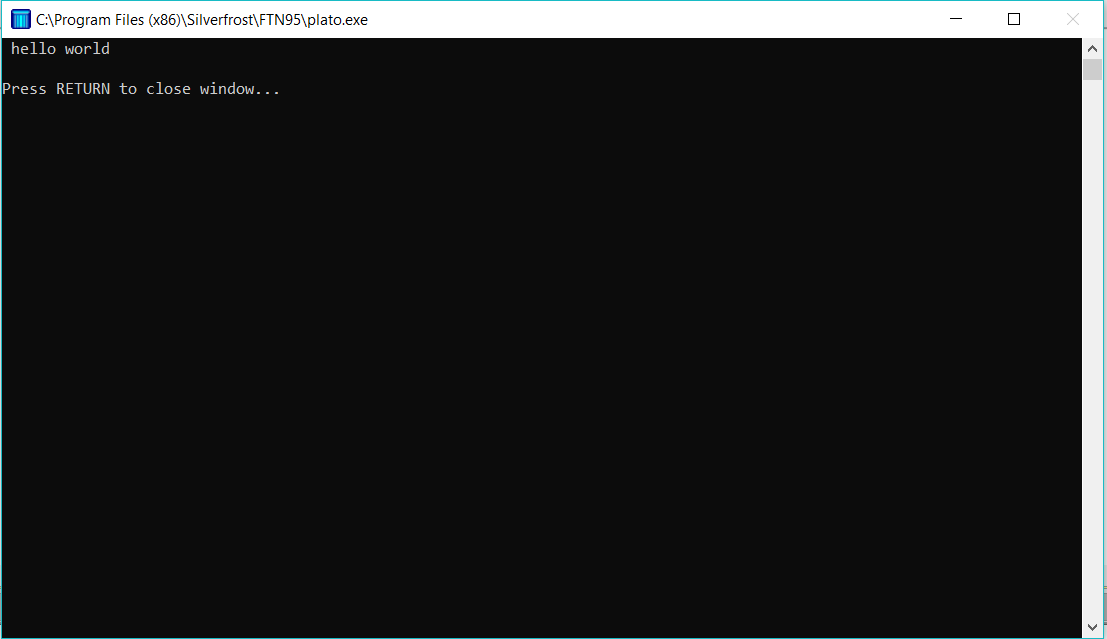 C:\Program Files (x86)\Silverfrost\FTN95\plato.exe
hello world
Press RETURN to close window...